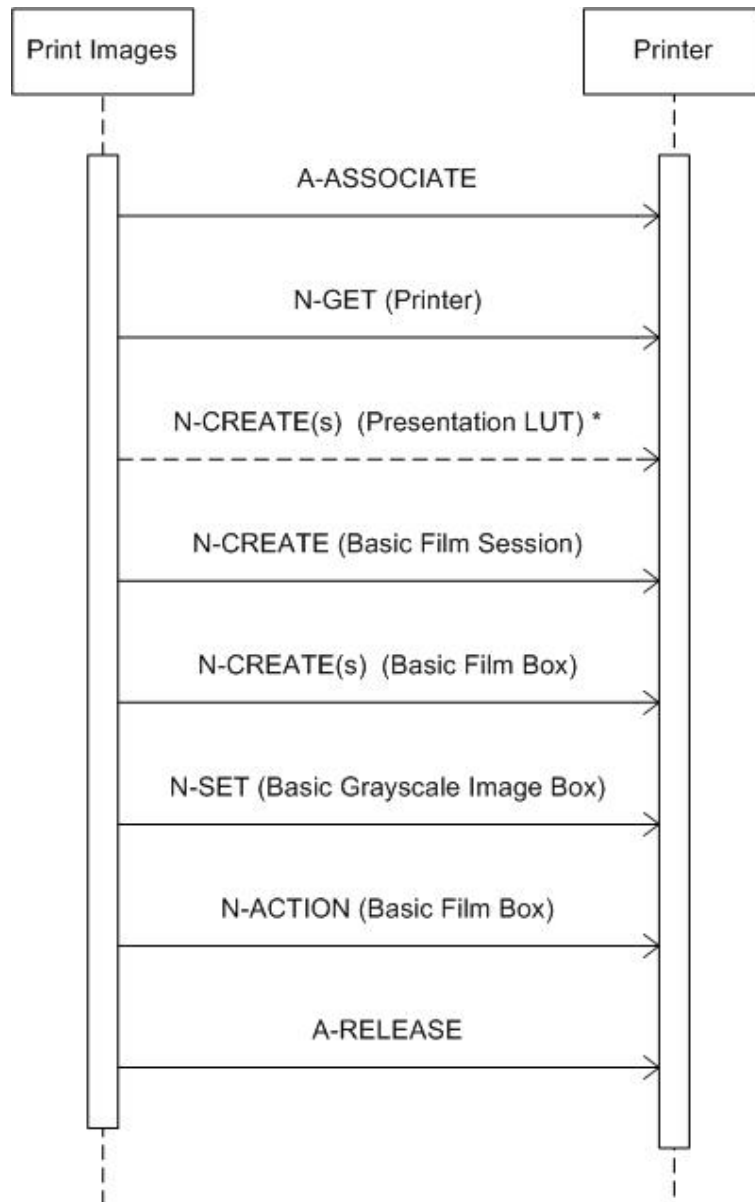 Print Images
Printer
A-ASSOCIATE
N-GET (Printer)
N-CREATE(s) (Presentation LUT) *
N-CREATE (Basic Film Session)
N-CREATE(s) (Basic Film Box)
N-SET (Basic Grayscale Image Box)
N-ACTION (Basic Film Box)
A-RELEASE